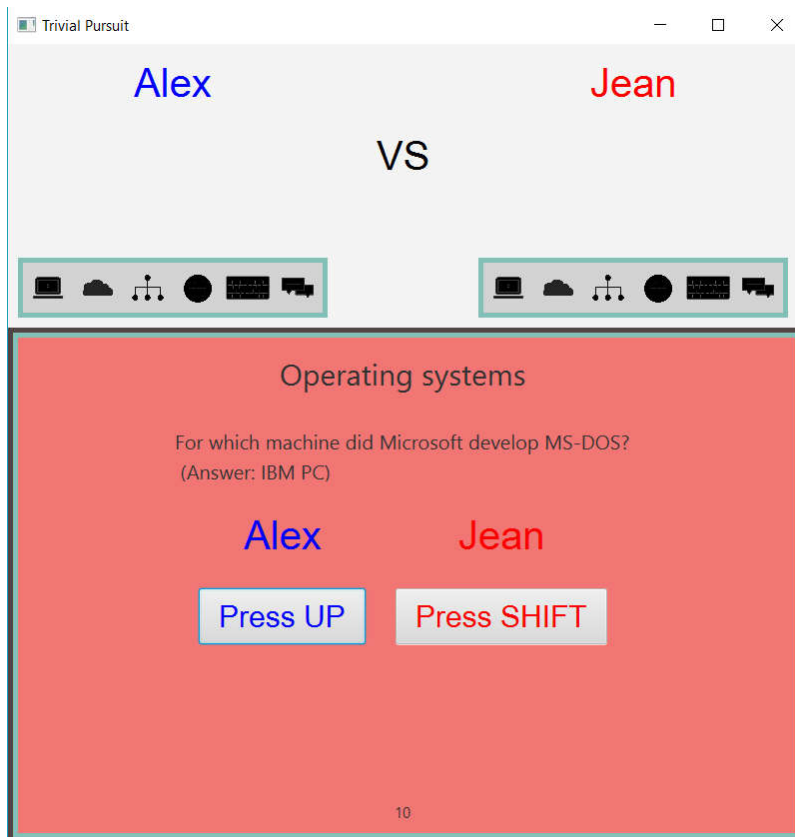 Trivial Pursuit
Alex
Jean
VS
Operating systems
For which machine did Microsoft develop MS-DOS?
(Answer: IBM PC)
Alex
Jean
Press UP
Press SHIFT
10